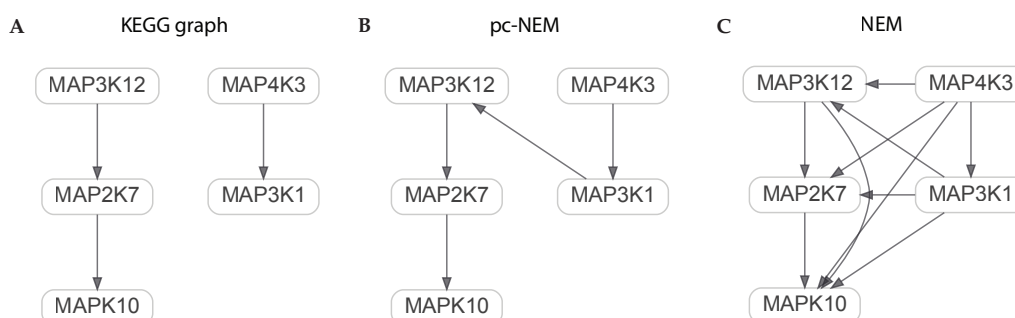 A KEGG graph
MAP3K12 MAP4K3
MAP2K7 MAP3K1
MAPK10
B pc-NEM
MAP3K12 MAP4K3
MAP2K7 MAP3K1
MAPK10
C NEM
MAP3K12 MAP4K3
MAP2K7 MAP3K1
MAPK10